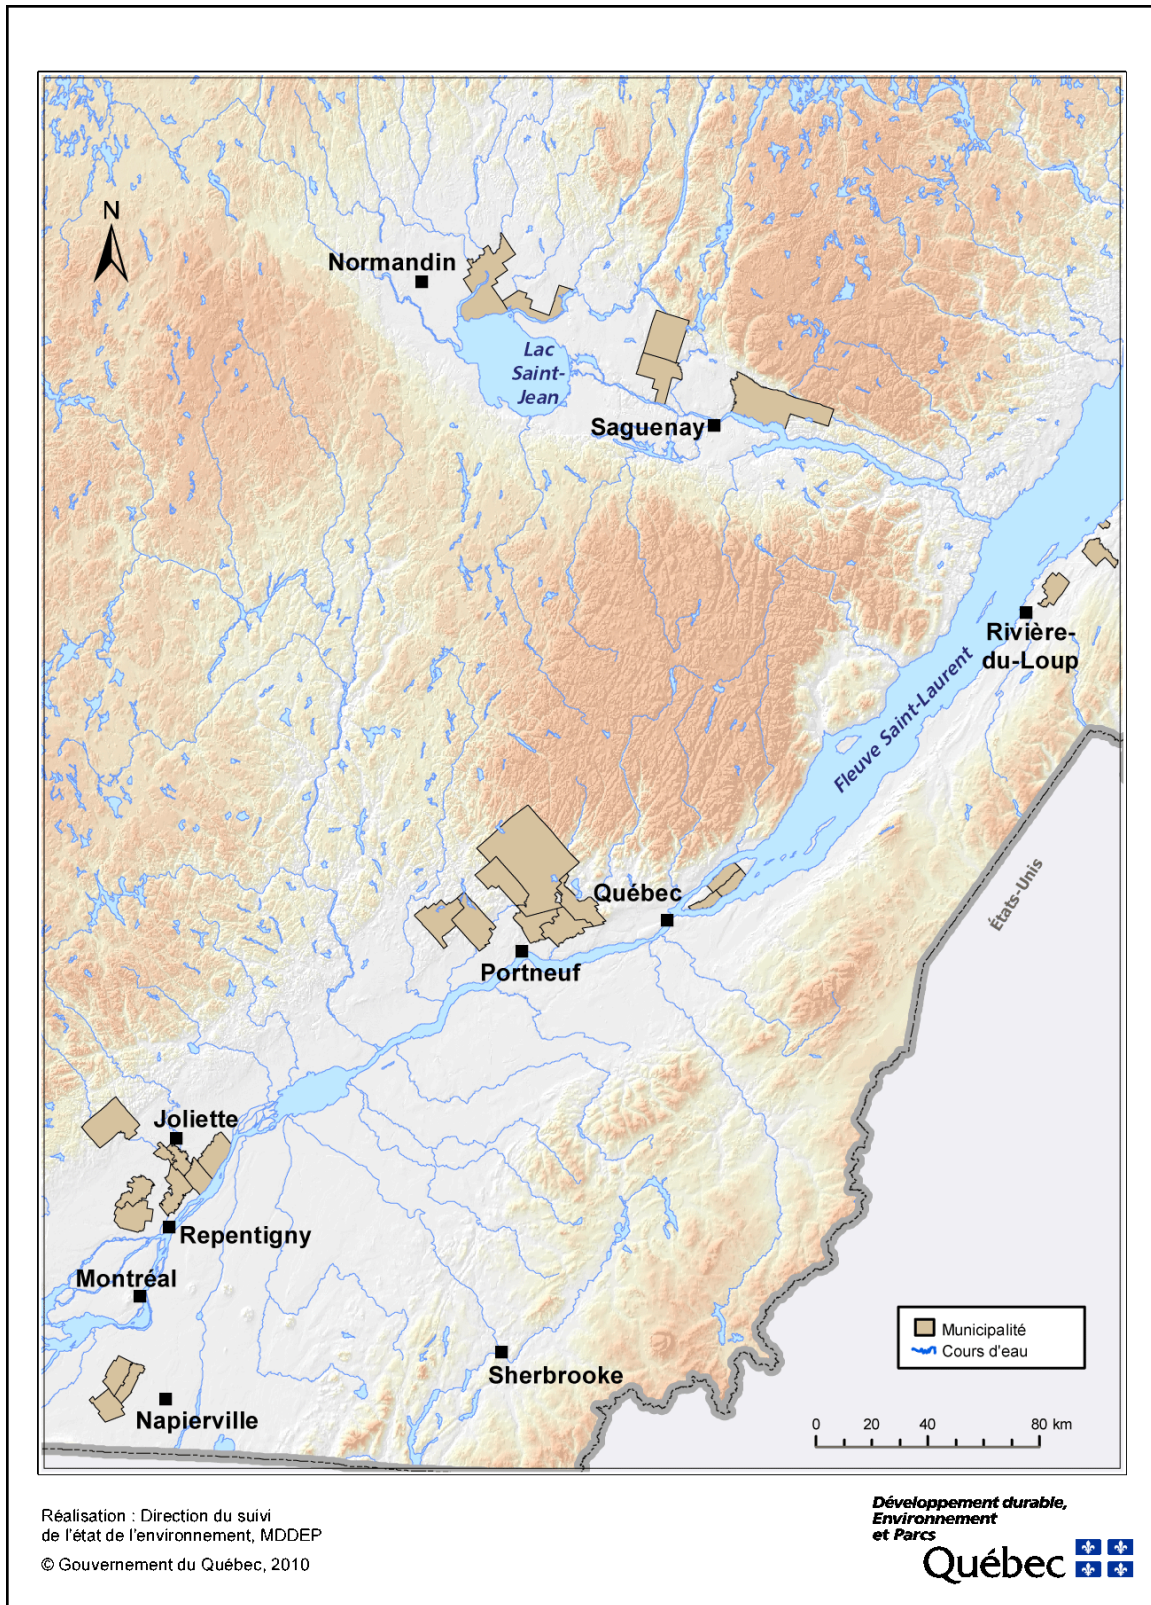 N
Normandin
Lac
Saint-
Jean
Saguenay
Rivière-
du-Loup
Fleuve Saint-Laurent
États-Unis
Québec
Portneuf
Joliette
Repentigny
Montréal
Sherbrooke
Napierville
Municipalité
Cours d'eau
0 20 40 80 km
Réalisation : Direction du suivi
de l'état de l'environnement, MDDEP
© Gouvernement du Québec, 2010
Développement durable,
Environnement
et Parcs
Québec